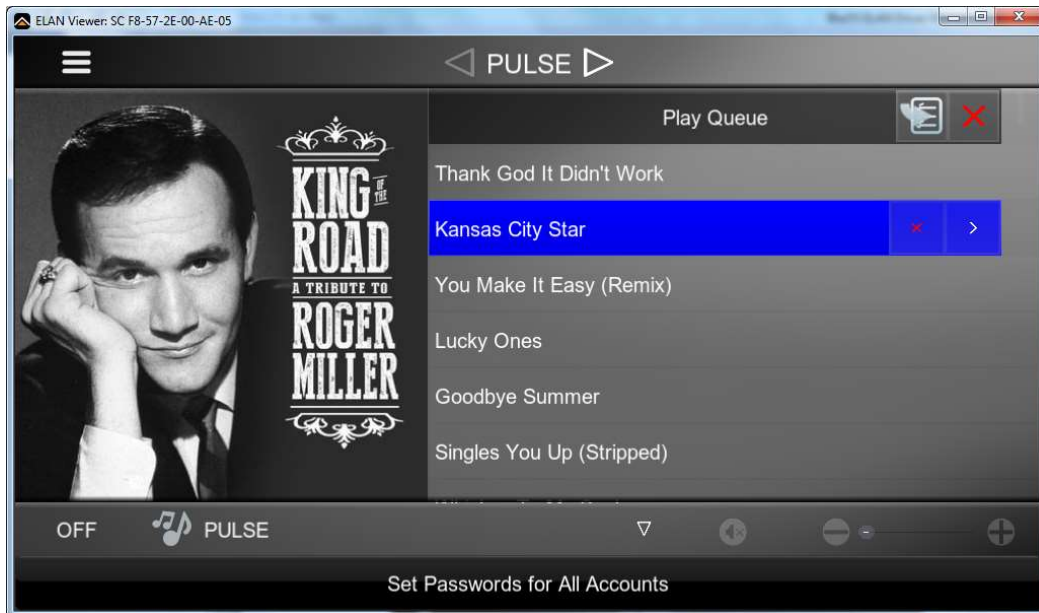 ELAN Viewer: SC F8-57-2E-00-AE-05
PULSE
KING OF THE
ROAD
A TRIBUTE TO
ROGER
MILLER
Play Queue
Thank God It Didn't Work
Kansas City Star
You Make It Easy (Remix)
Lucky Ones
Goodbye Summer
Singles You Up (Stripped)
OFF PULSE
Set Passwords for All Accounts